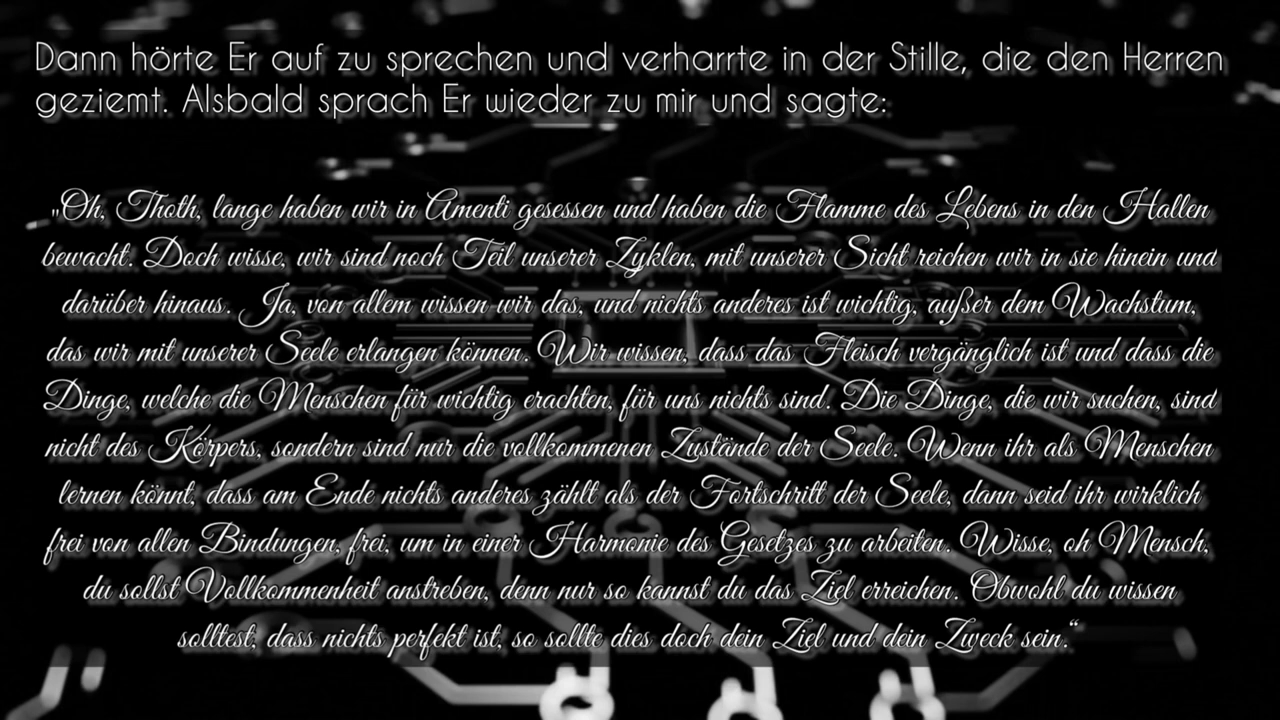 Dann hörte Er auf zu sprechen und verharrte in der Stille, die den Herren
geziemt. Alsbald sprach Er wieder zu mir und sagte:
„Oh, Thoth, lange haben wir in Amenti gesessen und haben die Flamme des Lebens in den Hallen
bewacht. Doch wisse, wir sind noch Teil unserer Zyklen, mit unserer Sicht reichen wir in sie hinein und
darüber hinaus. Ja, von allem wissen wir das, und nichts anderes ist wichtig, außer dem Wachstum,
das wir mit unserer Seele erlangen können. Wir wissen, dass das Fleisch vergänglich ist und dass die
Dinge, welche die Menschen für wichtig erachten, für uns nichts sind. Die Dinge, die wir suchen, sind
nicht des Körpers, sondern sind nur die vollkommenen Zustände der Seele. Wenn ihr als Menschen
lernen könnt, dass am Ende nichts anderes zählt als der Fortschritt der Seele, dann seid ihr wirklich
frei von allen Bindungen, frei, um in einer Harmonie des Gesetzes zu arbeiten. Wisse, oh Mensch,
du sollst Vollkommenheit anstreben, denn nur so kannst du das Ziel erreichen. Obwohl du wissen
solltest, dass nichts perfekt ist, so sollte dies doch dein Ziel und dein Zweck sein.“